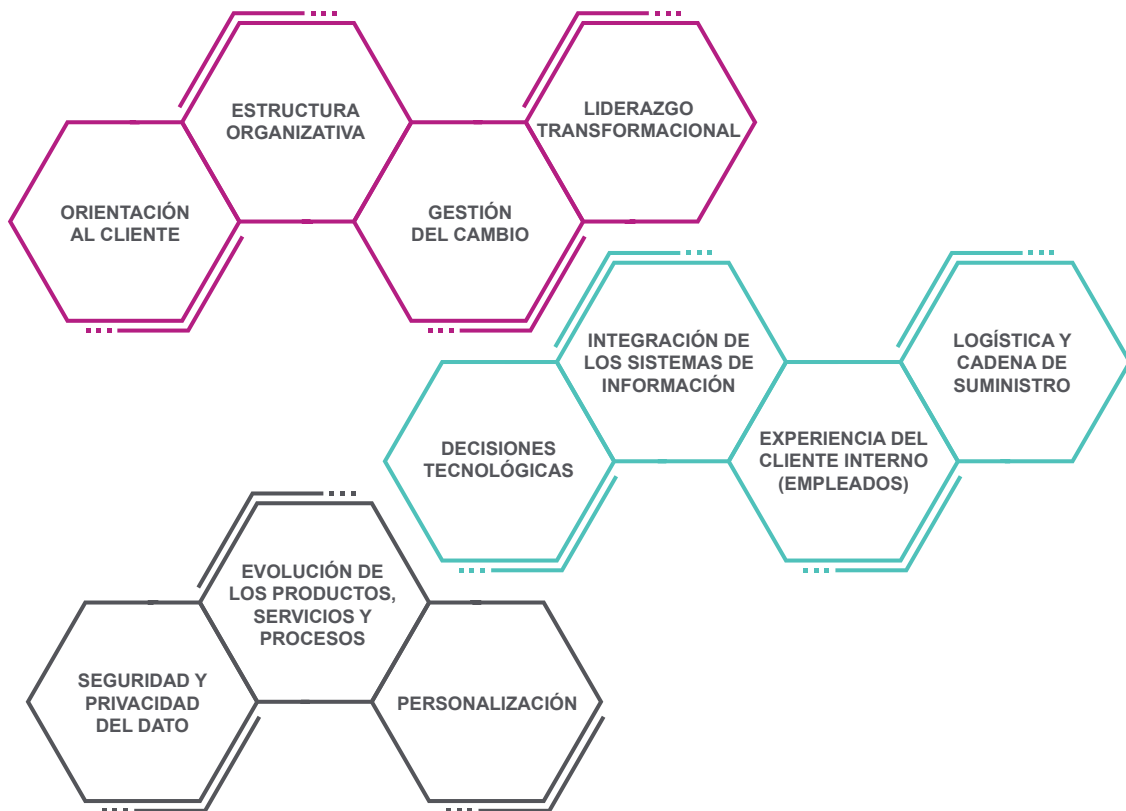 ESTRUCTURA
ORGANIZATIVA
LIDERAZGO
TRANSFORMACIONAL
ORIENTACIÓN
AL CLIENTE
GESTIÓN
DEL CAMBIO
INTEGRACIÓN DE
LOS SISTEMAS DE
INFORMACIÓN
LOGÍSTICA Y
CADENA DE
SUMINISTRO
DECISIONES
TECNOLÓGICAS
EXPERIENCIA DEL
CLIENTE INTERNO
(EMPLEADOS)
EVOLUCIÓN DE
LOS PRODUCTOS,
SERVICIOS Y
PROCESOS
SEGURIDAD Y
PRIVACIDAD
DEL DATO
PERSONALIZACIÓN